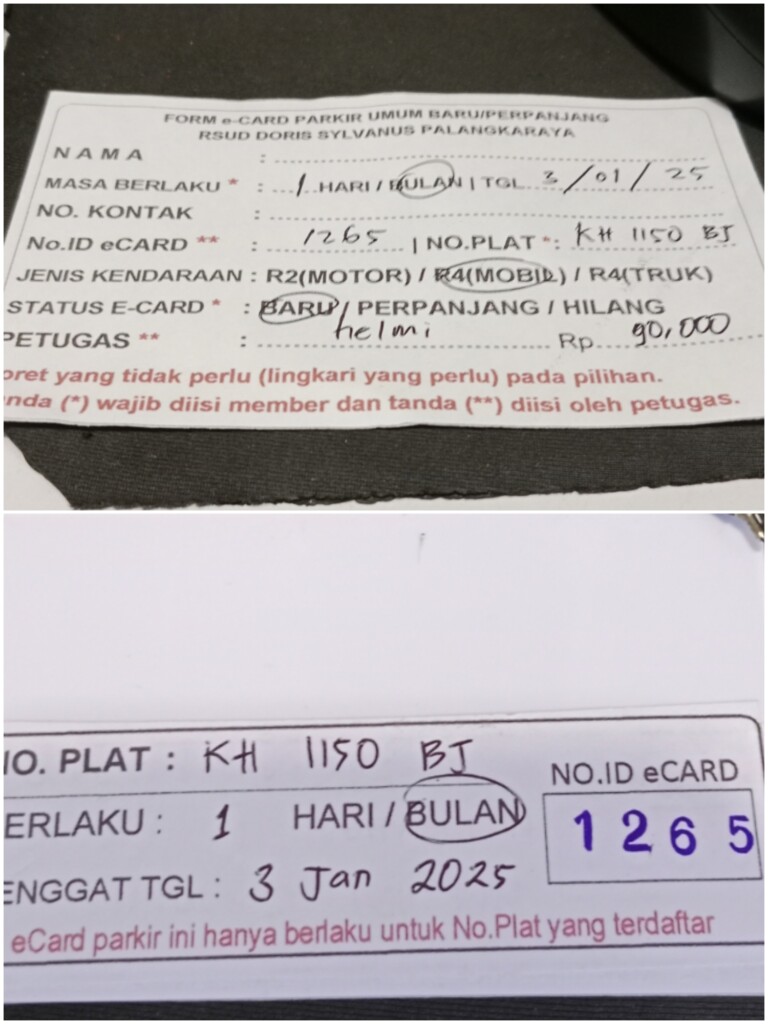 FORM e-CARD PARKIR UMUM BARU/PERPANJANG
RSUD DORIS SYLVANUS PALANGKARAYA
NAMA :
MASA BERLAKU * : 1 HARI / BULAN | TGL 3/01/25
NO. KONTAK :
No.ID eCARD ** : 1265 | NO.PLAT *: KH 1150 BJ
JENIS KENDARAAN : R2(MOTOR) / R4(MOBIL) / R4(TRUK)
STATUS E-CARD * : BARU / PERPANJANG / HILANG
PETUGAS ** : helmi Rp 90,000
oret yang tidak perlu (lingkari yang perlu) pada pilihan.
nda (*) wajib diisi member dan tanda (**) diisi oleh petugas.
IO. PLAT : KH 1150 BJ
NO.ID eCARD
ERLAKU : 1 HARI / BULAN
1265
ENGGAT TGL : 3 Jan 2025
eCard parkir ini hanya berlaku untuk No.Plat yang terdaftar